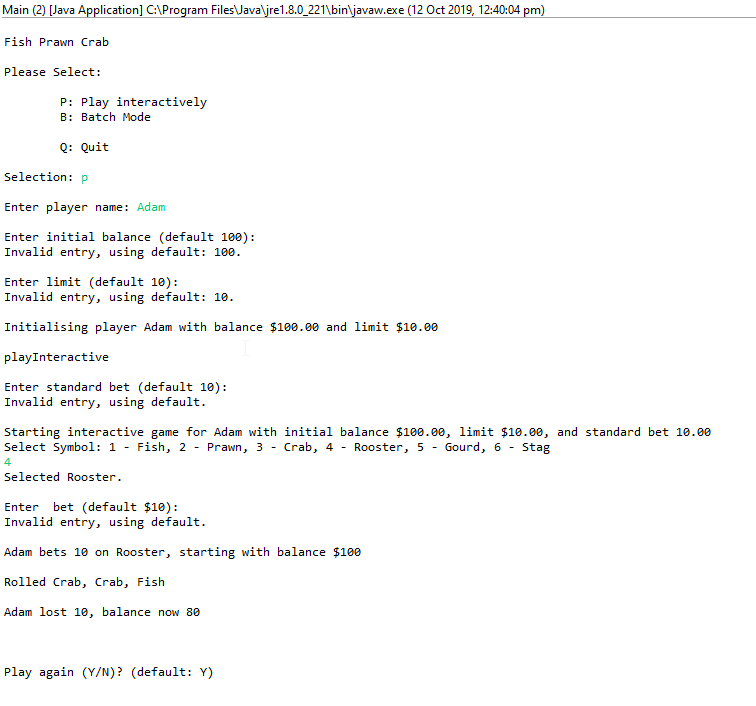 Main (2) [Java Application] C:\Program Files\Java\jre1.8.0_221\bin\javaw.exe (12 Oct 2019, 12:40:04 pm)
Fish Prawn Crab
Please Select:
P: Play interactively
B: Batch Mode
Q: Quit
Selection: p
Enter player name: Adam
Enter initial balance (default 100):
Invalid entry, using default: 100.
Enter limit (default 10):
Invalid entry, using default: 10.
Initialising player Adam with balance $100.00 and limit $10.00
playInteractive
Enter standard bet (default 10):
Invalid entry, using default.
Starting interactive game for Adam with initial balance $100.00, limit $10.00, and standard bet 10.00
Select Symbol: 1 - Fish, 2 - Prawn, 3 - Crab, 4 - Rooster, 5 - Gourd, 6 - Stag
4
Selected Rooster.
Enter  bet (default $10):
Invalid entry, using default.
Adam bets 10 on Rooster, starting with balance $100
Rolled Crab, Crab, Fish
Adam lost 10, balance now 80
Play again (Y/N)? (default: Y)